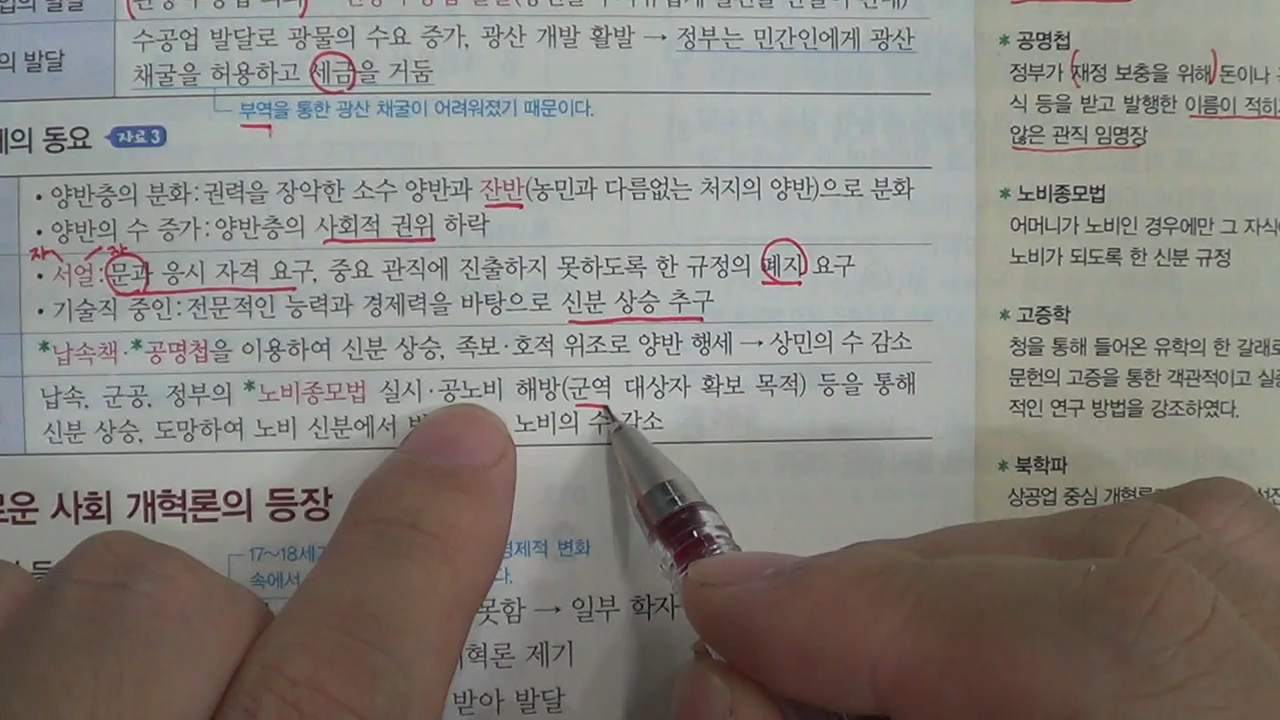 수공업 발달로 광물의 수요 증가, 광산 개발 활발 → 정부는 민간인에게 광산
의 발달
채굴을 허용하고 세금을 거둠
부역을 통한 광산 채굴이 어려워졌기 때문이다.
의 동요 자료3
• 양반층의 분화: 권력을 장악한 소수 양반과 잔반(농민과 다름없는 처지의 양반)으로 분화
• 양반의 수 증가: 양반층의 사회적 권위 하락
• 서얼: 문과 응시 자격 요구, 중요 관직에 진출하지 못하도록 한 규정의 폐지 요구
• 기술직 중인: 전문적인 능력과 경제력을 바탕으로 신분 상승 추구
*납속책·*공명첩을 이용하여 신분 상승, 족보·호적 위조로 양반 행세 → 상민의 수 감소
납속, 군공, 정부의 *노비종모법 실시·공노비 해방(군역 대상자 확보 목적) 등을 통해
신분 상승, 도망하여 노비 신분에서 노비의 수 감소
운 사회 개혁론의 등장
17~18세기 경제적 변화
속에서
못함 → 일부 학자
개혁론 제기
받아 발달
* 공명첩
정부가 재정 보충을 위해 돈이나
식 등을 받고 발행한 이름이 적히지
않은 관직 임명장
* 노비종모법
어머니가 노비인 경우에만 그 자식
노비가 되도록 한 신분 규정
* 고증학
청을 통해 들어온 유학의 한 갈래로
문헌의 고증을 통한 객관적이고 실
적인 연구 방법을 강조하였다.
* 북학파
상공업 중심 개혁론